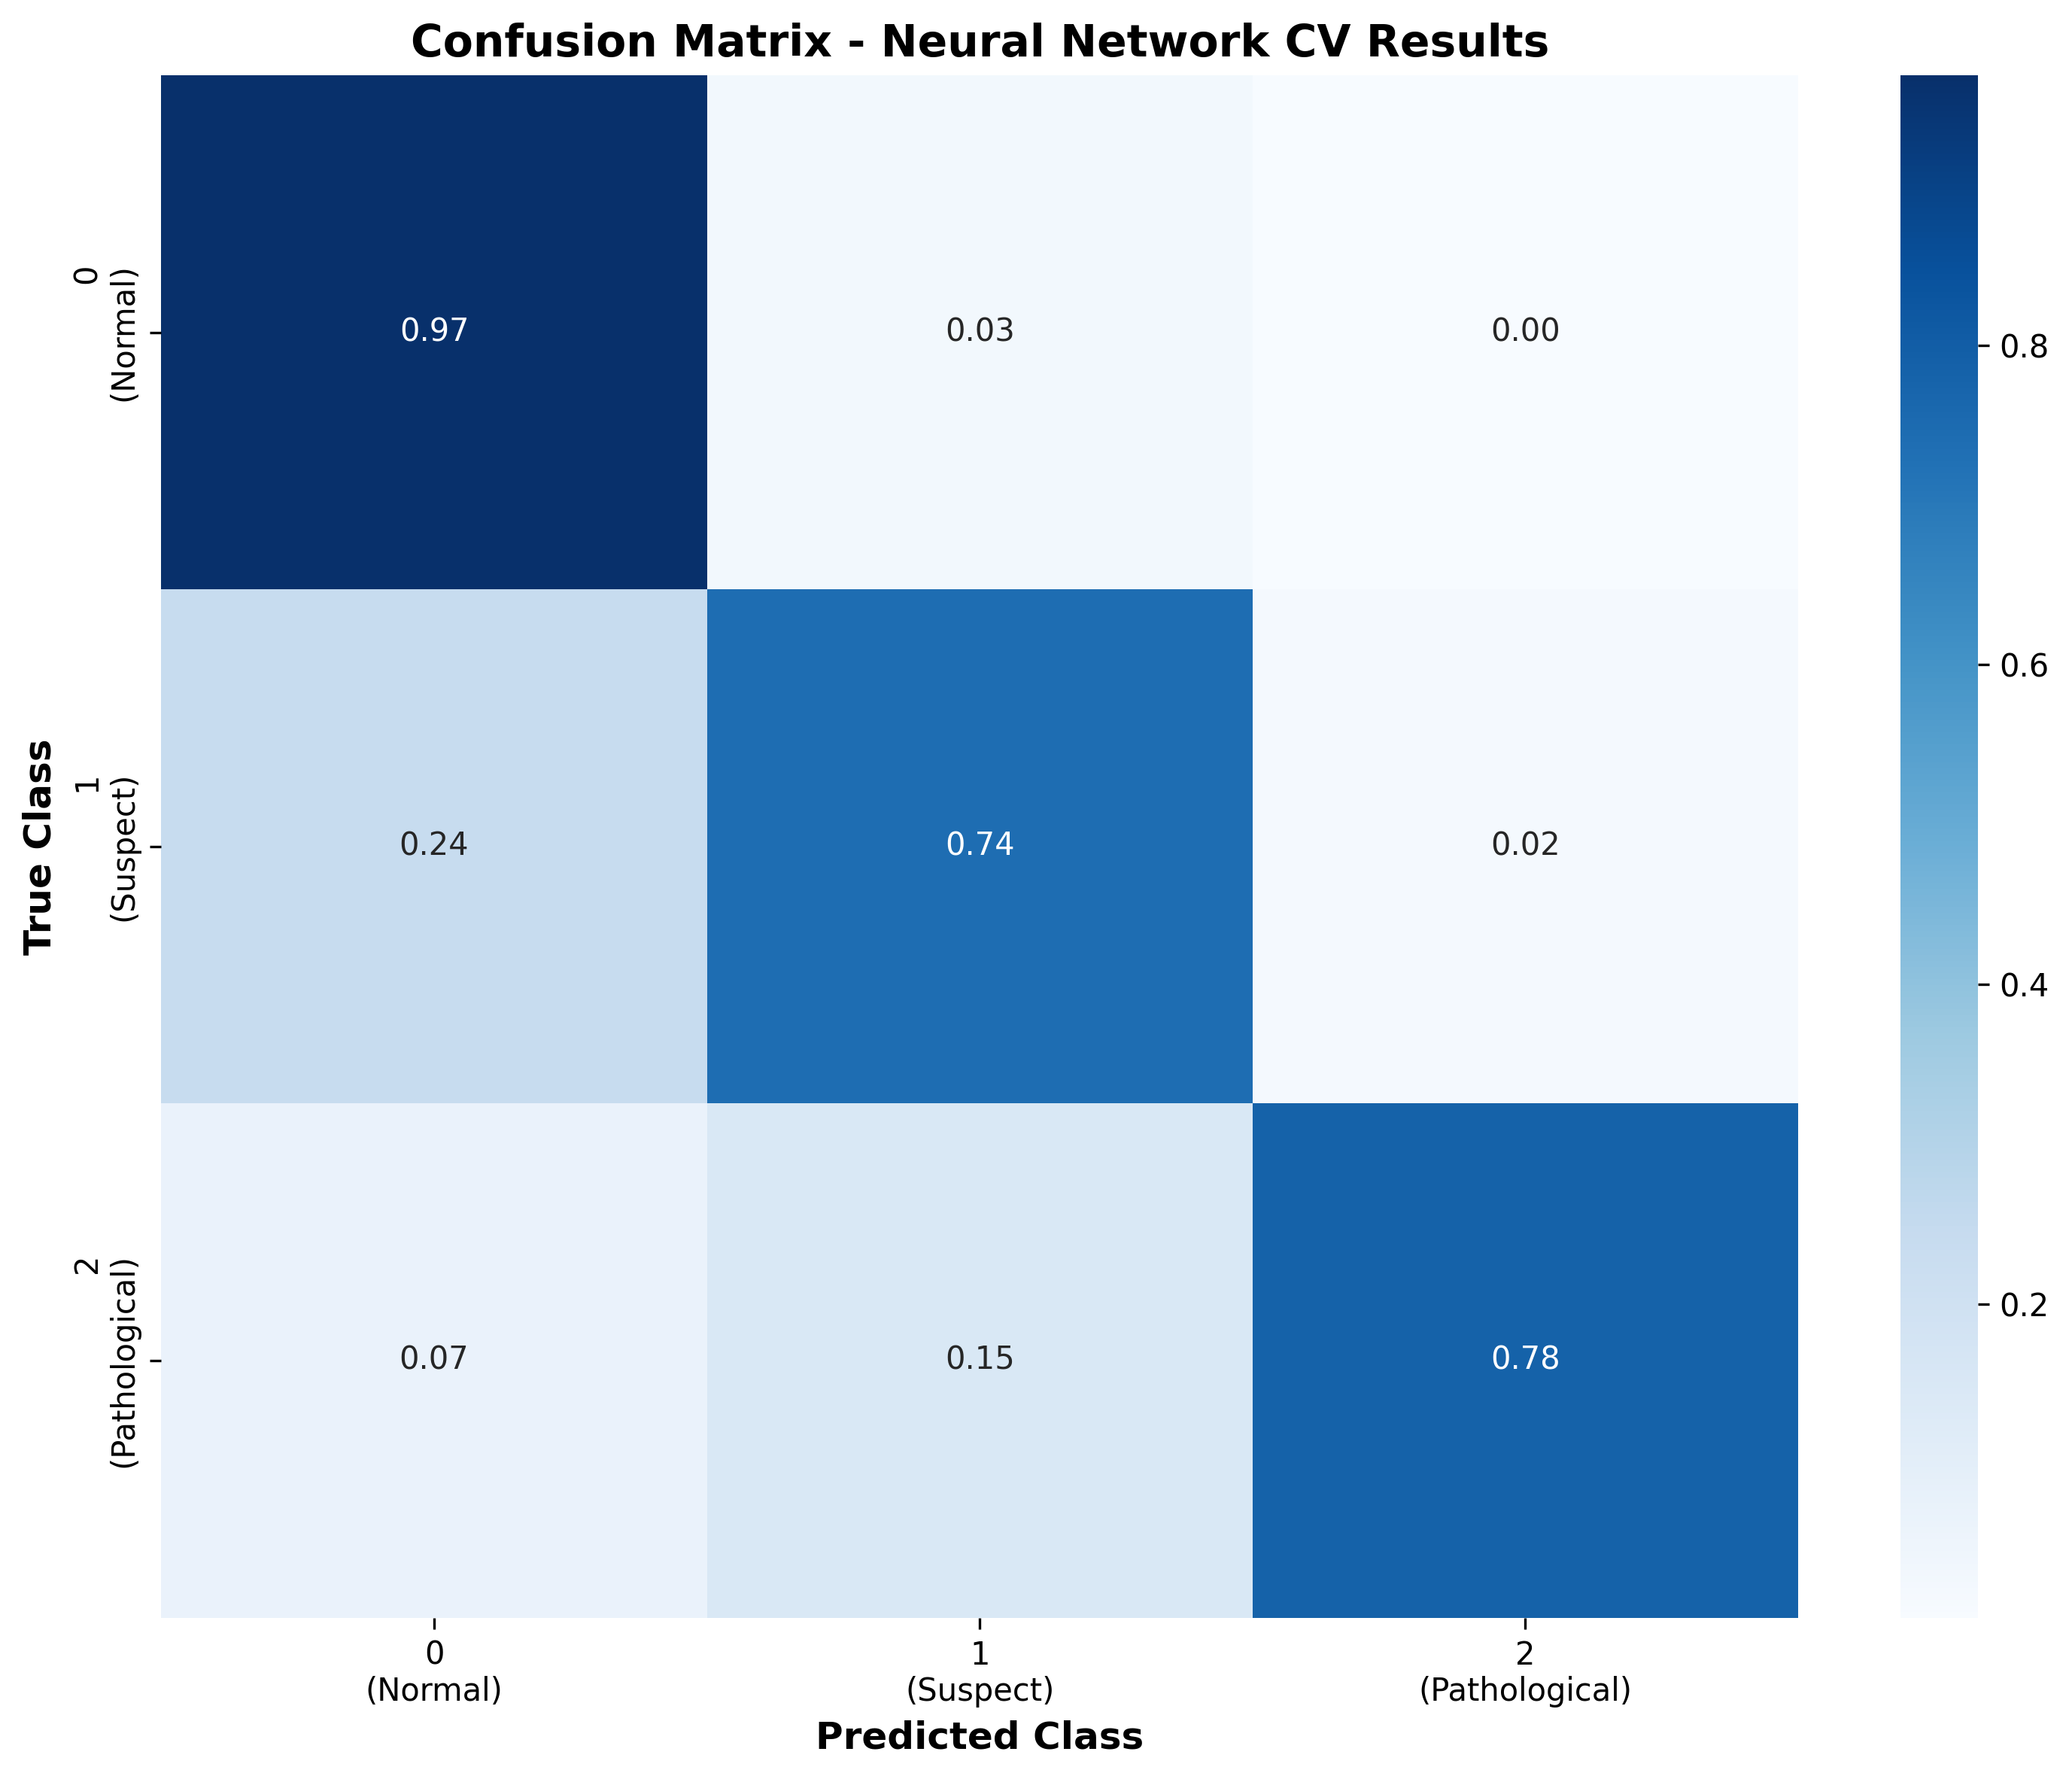 Confusion Matrix - Neural Network CV Results
True Class
0
(Normal)
0.97
0.03
0.00
1
(Suspect)
0.24
0.74
0.02
2
(Pathological)
0.07
0.15
0.78
0
(Normal)
1
(Suspect)
2
(Pathological)
Predicted Class
0.8
0.6
0.4
0.2